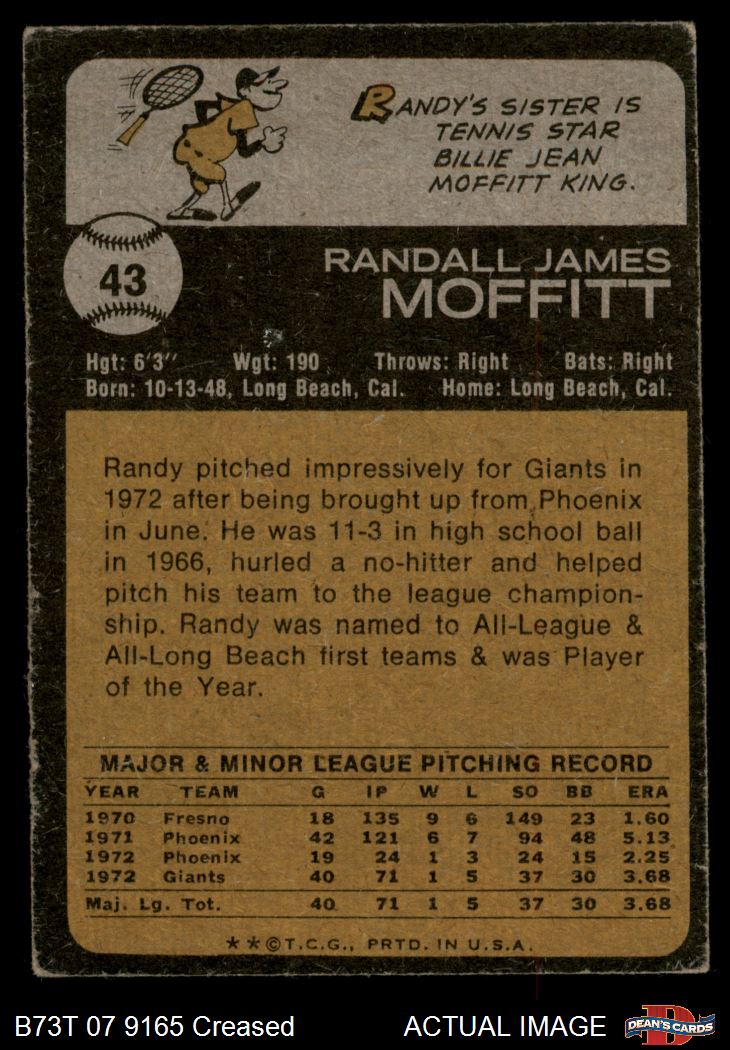 RANDY'S SISTER IS
TENNIS STAR
BILLIE JEAN
MOFFITT KING.
43
RANDALL JAMES
MOFFITT
Hgt: 6'3" Wgt: 190 Throws: Right Bats: Right
Born: 10-13-48, Long Beach, Cal. Home: Long Beach, Cal.
Randy pitched impressively for Giants in
1972 after being brought up from Phoenix
in June. He was 11-3 in high school ball
in 1966, hurled a no-hitter and helped
pitch his team to the league champion-
ship. Randy was named to All-League &
All-Long Beach first teams & was Player
of the Year.
MAJOR & MINOR LEAGUE PITCHING RECORD
YEAR TEAM G IP W L SO BB ERA
1970 Fresno 18 135 9 6 149 23 1.60
1971 Phoenix 42 121 6 7 94 48 5.13
1972 Phoenix 19 24 1 3 24 15 2.25
1972 Giants 40 71 1 5 37 30 3.68
Maj. Lg. Tot. 40 71 1 5 37 30 3.68
**©T.C.G., PRTD. IN U.S.A.
B73T 07 9165 Creased ACTUAL IMAGE
D
DEAN'S CARDS